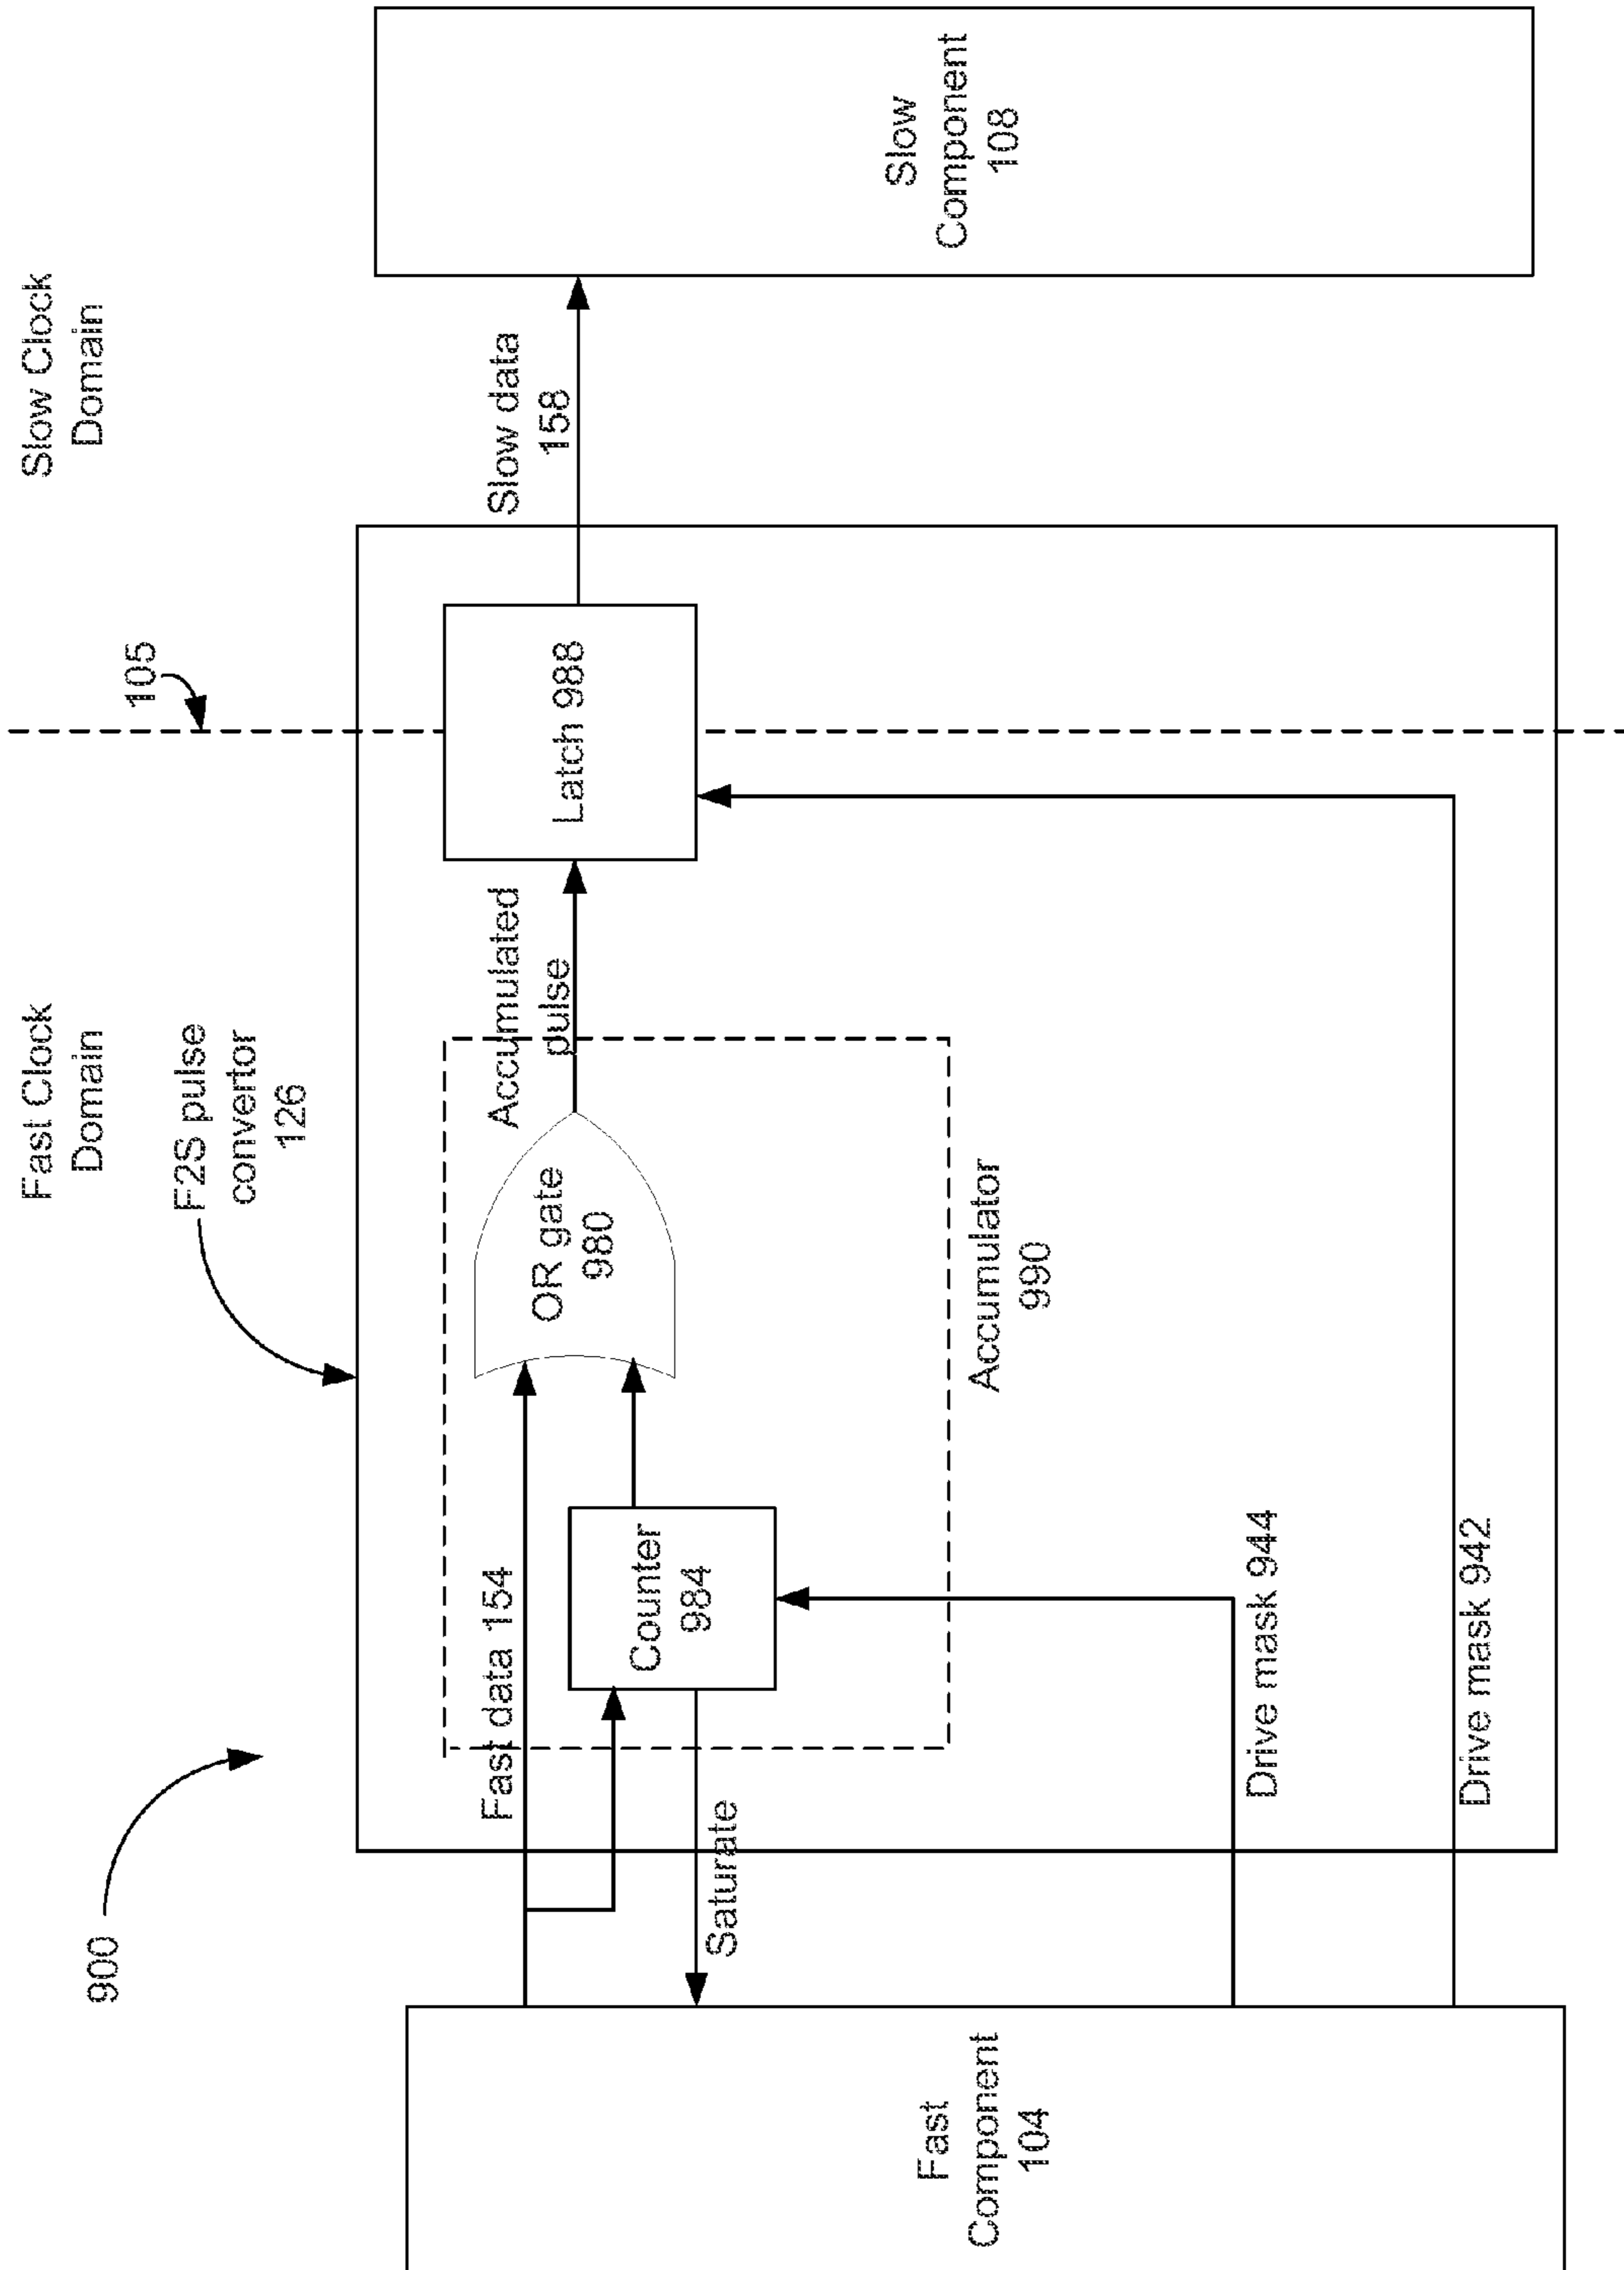 900
Fast Clock
Domain
Slow Clock
Domain
F2S pulse
convertor
126
105
Fast data 154
Accumulated
pulse
Slow data
158
OR gate
980
Latch 988
Counter
984
Saturate
Accumulator
990
Fast
Component
104
Slow
Component
108
Drive mask 944
Drive mask 942